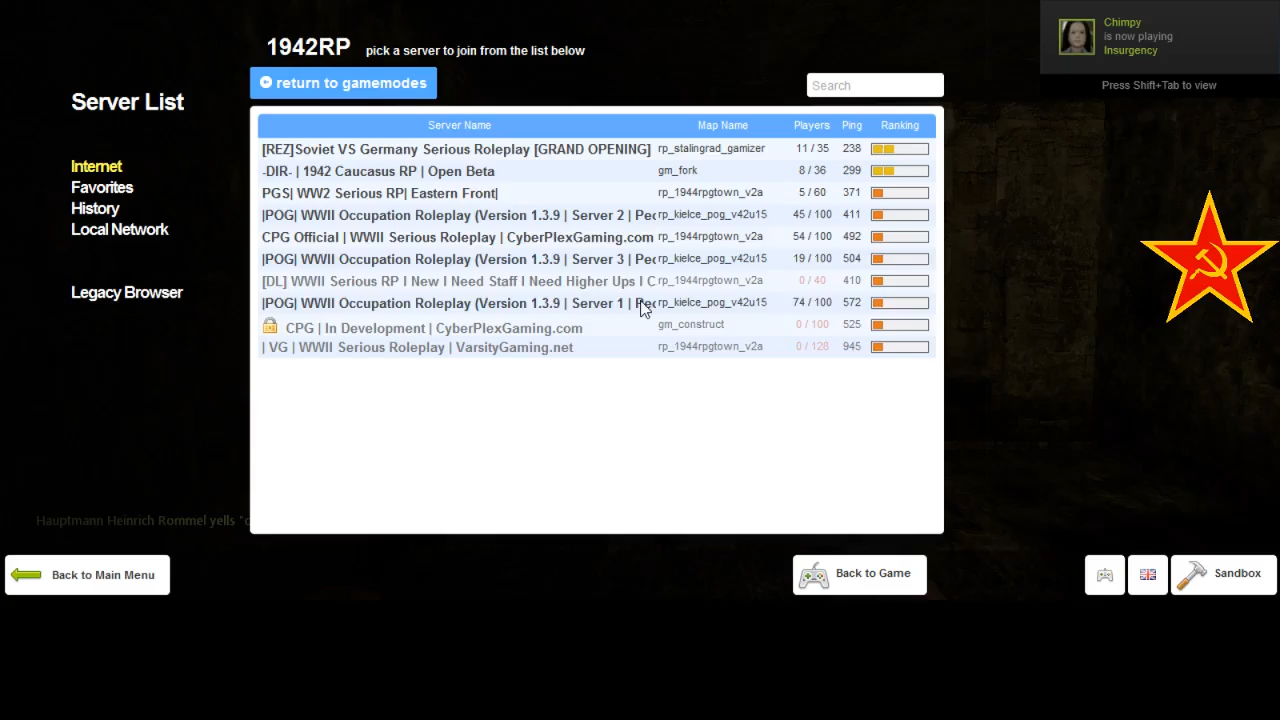 Chimpy
is now playing
Insurgency
Press Shift+Tab to view
1942RP pick a server to join from the list below
return to gamemodes
Search
Server List
Internet
Favorites
History
Local Network
Legacy Browser
Server Name Map Name Players Ping Ranking
[REZ]Soviet VS Germany Serious Roleplay [GRAND OPENING] rp_stalingrad_gamizer 11 / 35 238
-DIR- | 1942 Caucasus RP | Open Beta gm_fork 8 / 36 299
PGS| WW2 Serious RP| Eastern Front| rp_1944rpgtown_v2a 5 / 60 371
|POG| WWII Occupation Roleplay (Version 1.3.9 | Server 2 | Pec rp_kielce_pog_v42u15 45 / 100 411
CPG Official | WWII Serious Roleplay | CyberPlexGaming.com rp_1944rpgtown_v2a 54 / 100 492
|POG| WWII Occupation Roleplay (Version 1.3.9 | Server 3 | Pec rp_kielce_pog_v42u15 19 / 100 504
[DL] WWII Serious RP I New I Need Staff I Need Higher Ups I C rp_1944rpgtown_v2a 0 / 40 410
|POG| WWII Occupation Roleplay (Version 1.3.9 | Server 1 | rp_kielce_pog_v42u15 74 / 100 572
CPG | In Development | CyberPlexGaming.com gm_construct 0 / 100 525
| VG | WWII Serious Roleplay | VarsityGaming.net rp_1944rpgtown_v2a 0 / 128 945
Hauptmann Heinrich Rommel yells "c
Back to Main Menu
Back to Game
Sandbox